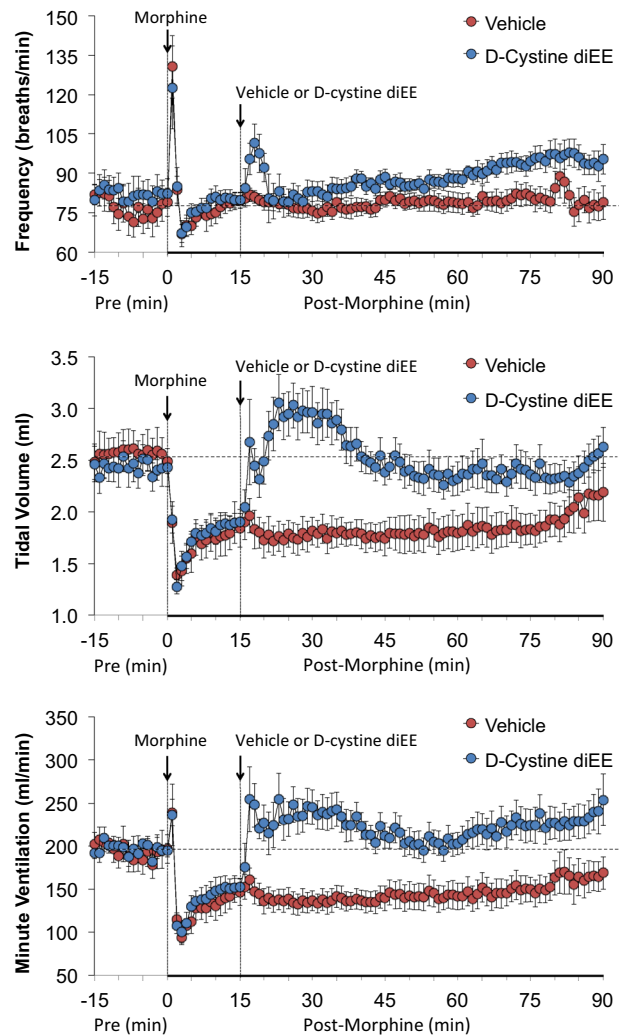 Morphine
Vehicle
D-Cystine diEE
Vehicle or D-cystine diEE
Frequency (breaths/min)
150
135
120
105
90
75
60
-15 0 15 30 45 60 75 90
Pre (min) Post-Morphine (min)
Morphine
Vehicle or D-cystine diEE
Vehicle
D-Cystine diEE
Tidal Volume (ml)
3.5
3.0
2.5
2.0
1.5
1.0
-15 0 15 30 45 60 75 90
Pre (min) Post-Morphine (min)
Vehicle
Morphine
Vehicle or D-cystine diEE
D-Cystine diEE
Minute Ventilation (ml/min)
350
300
250
200
150
100
50
-15 0 15 30 45 60 75 90
Pre (min) Post-Morphine (min)